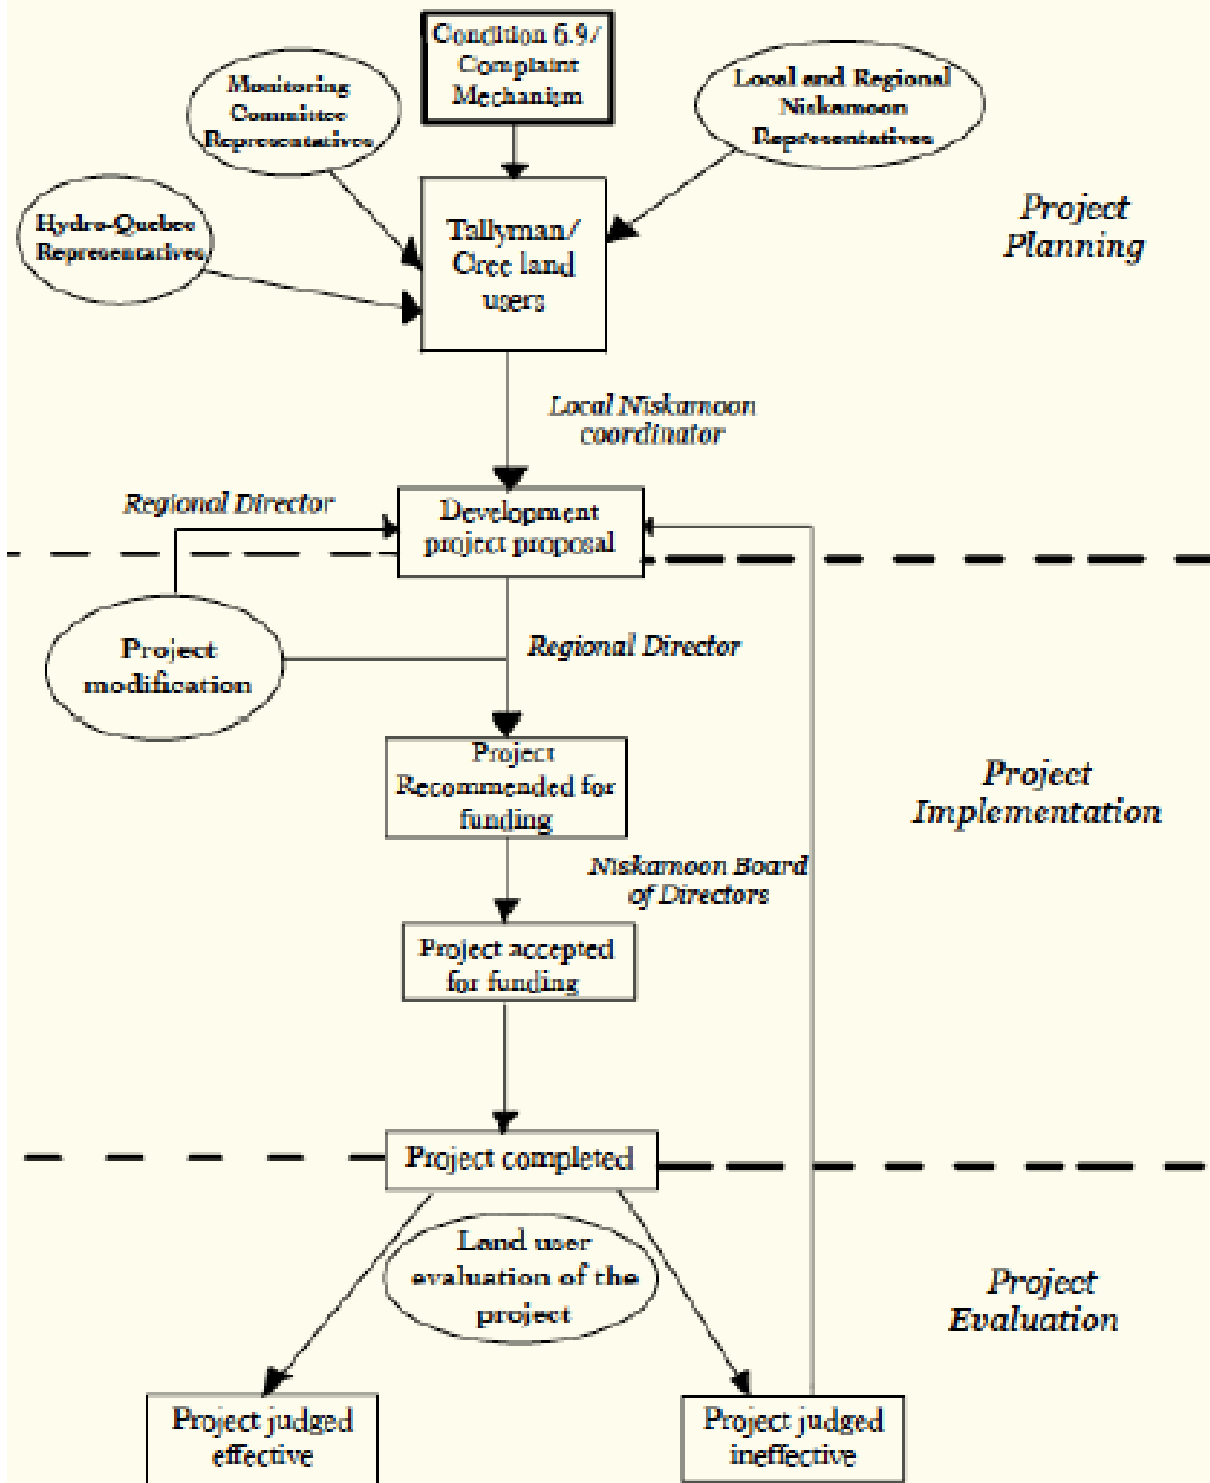 Condition 6.9/
Complaint
Mechanism
Monitoring
Committee
Representatives
Local and Regional
Niskamoon
Representatives
Hydro-Quebec
Representatives
Tallyman/
Cree land
users
Project
Planning
Local Niskamoon
coordinator
Regional Director
Development
project proposal
Project
modification
Regional Director
Project
Recommended for
funding
Project
Implementation
Niskamoon Board
of Directors
Project accepted
for funding
Project completed
Land user
evaluation of the
project
Project
Evaluation
Project judged
effective
Project judged
ineffective